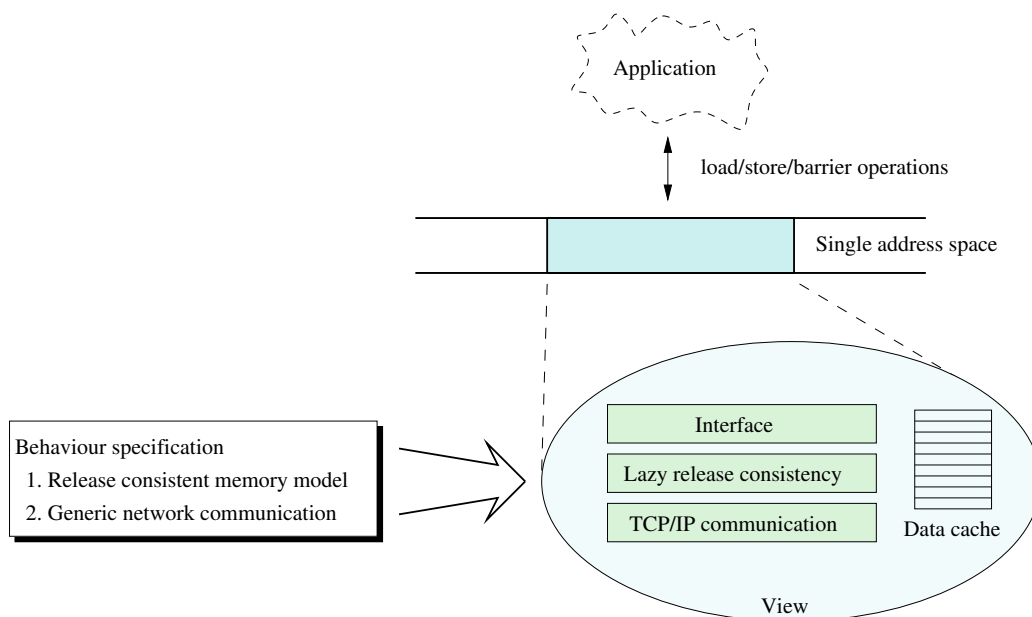 Application
load/store/barrier operations
Single address space
Behaviour specification
1. Release consistent memory model
2. Generic network communication
Interface
Lazy release consistency
TCP/IP communication
Data cache
View